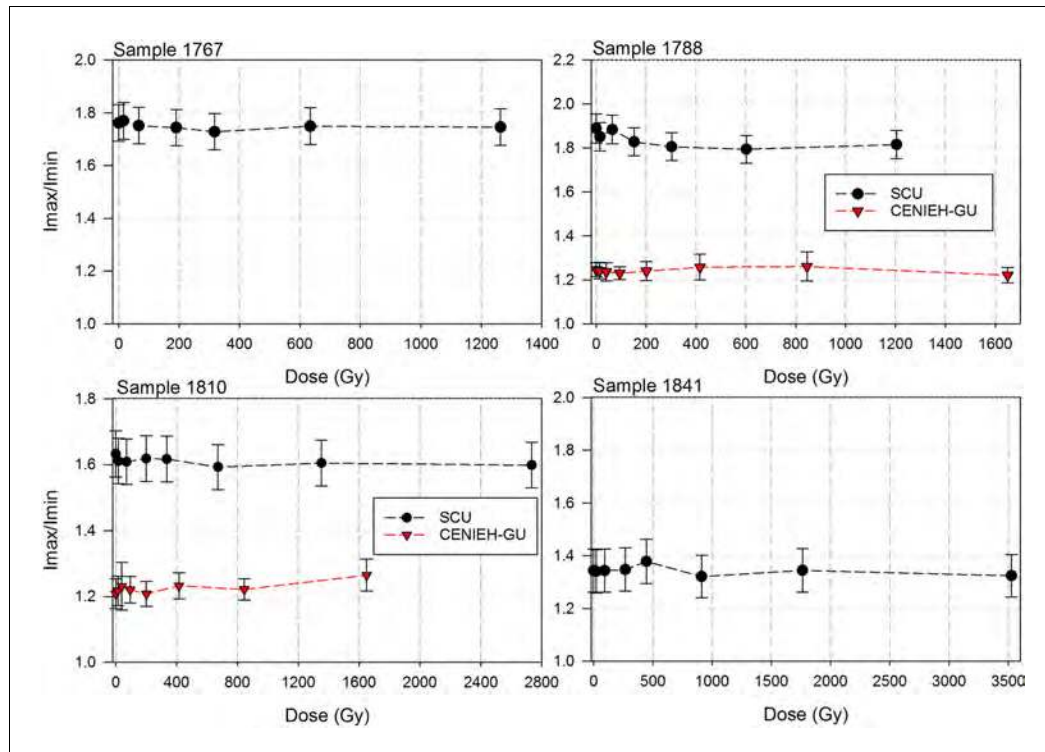 Sample 1767
2.0
1.8
1.6
1.4
1.2
1.0
Imax/Imin
0 200 400 600 800 1000 1200 1400
Dose (Gy)
Sample 1788
2.2
2.0
1.8
1.6
1.4
1.2
1.0
SCU
CENIEH-GU
0 200 400 600 800 1000 1200 1400 1600
Dose (Gy)
Sample 1810
1.8
1.6
1.4
1.2
1.0
Imax/Imin
SCU
CENIEH-GU
0 400 800 1200 1600 2000 2400 2800
Dose (Gy)
Sample 1841
2.0
1.8
1.6
1.4
1.2
1.0
0 500 1000 1500 2000 2500 3000 3500
Dose (Gy)